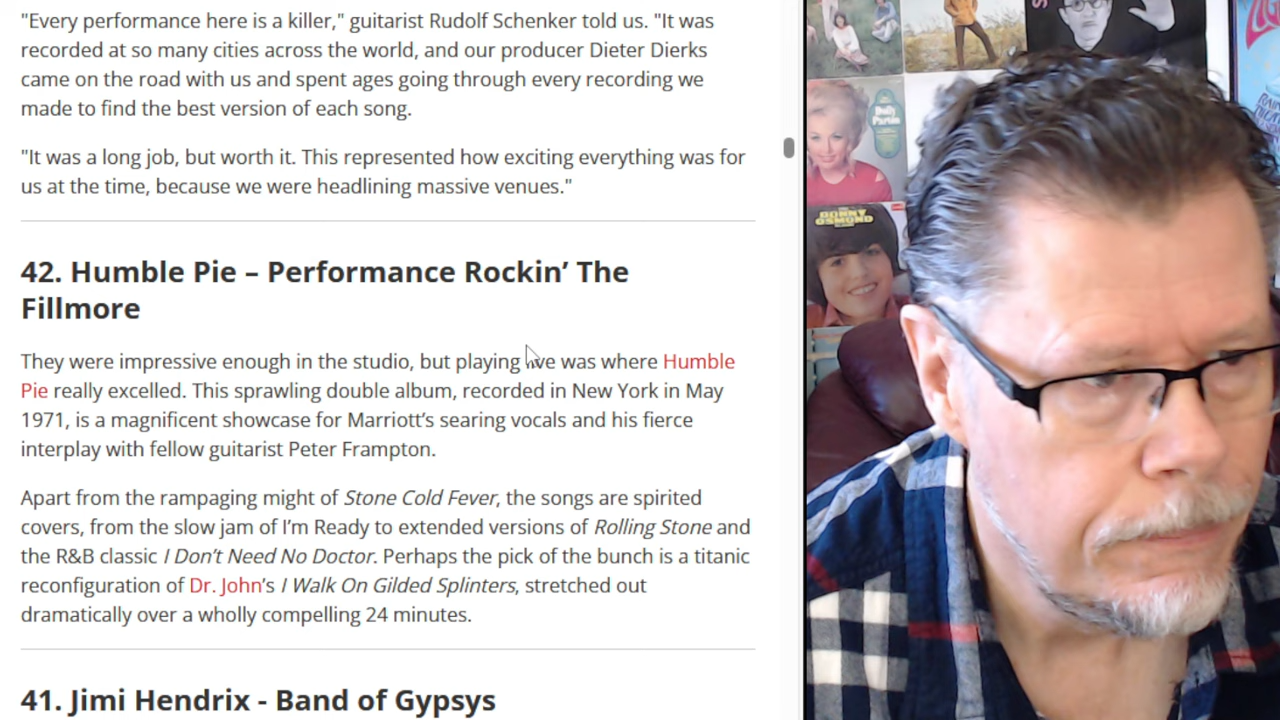 "Every performance here is a killer," guitarist Rudolf Schenker told us. "It was
recorded at so many cities across the world, and our producer Dieter Dierks
came on the road with us and spent ages going through every recording we
made to find the best version of each song.
"It was a long job, but worth it. This represented how exciting everything was for
us at the time, because we were headlining massive venues."
42. Humble Pie – Performance Rockin’ The
Fillmore
They were impressive enough in the studio, but playing live was where Humble
Pie really excelled. This sprawling double album, recorded in New York in May
1971, is a magnificent showcase for Marriott’s searing vocals and his fierce
interplay with fellow guitarist Peter Frampton.
Apart from the rampaging might of Stone Cold Fever, the songs are spirited
covers, from the slow jam of I’m Ready to extended versions of Rolling Stone and
the R&B classic I Don’t Need No Doctor. Perhaps the pick of the bunch is a titanic
reconfiguration of Dr. John’s I Walk On Gilded Splinters, stretched out
dramatically over a wholly compelling 24 minutes.
41. Jimi Hendrix - Band of Gypsys
Dolly
Parton
DONNY
OSMOND